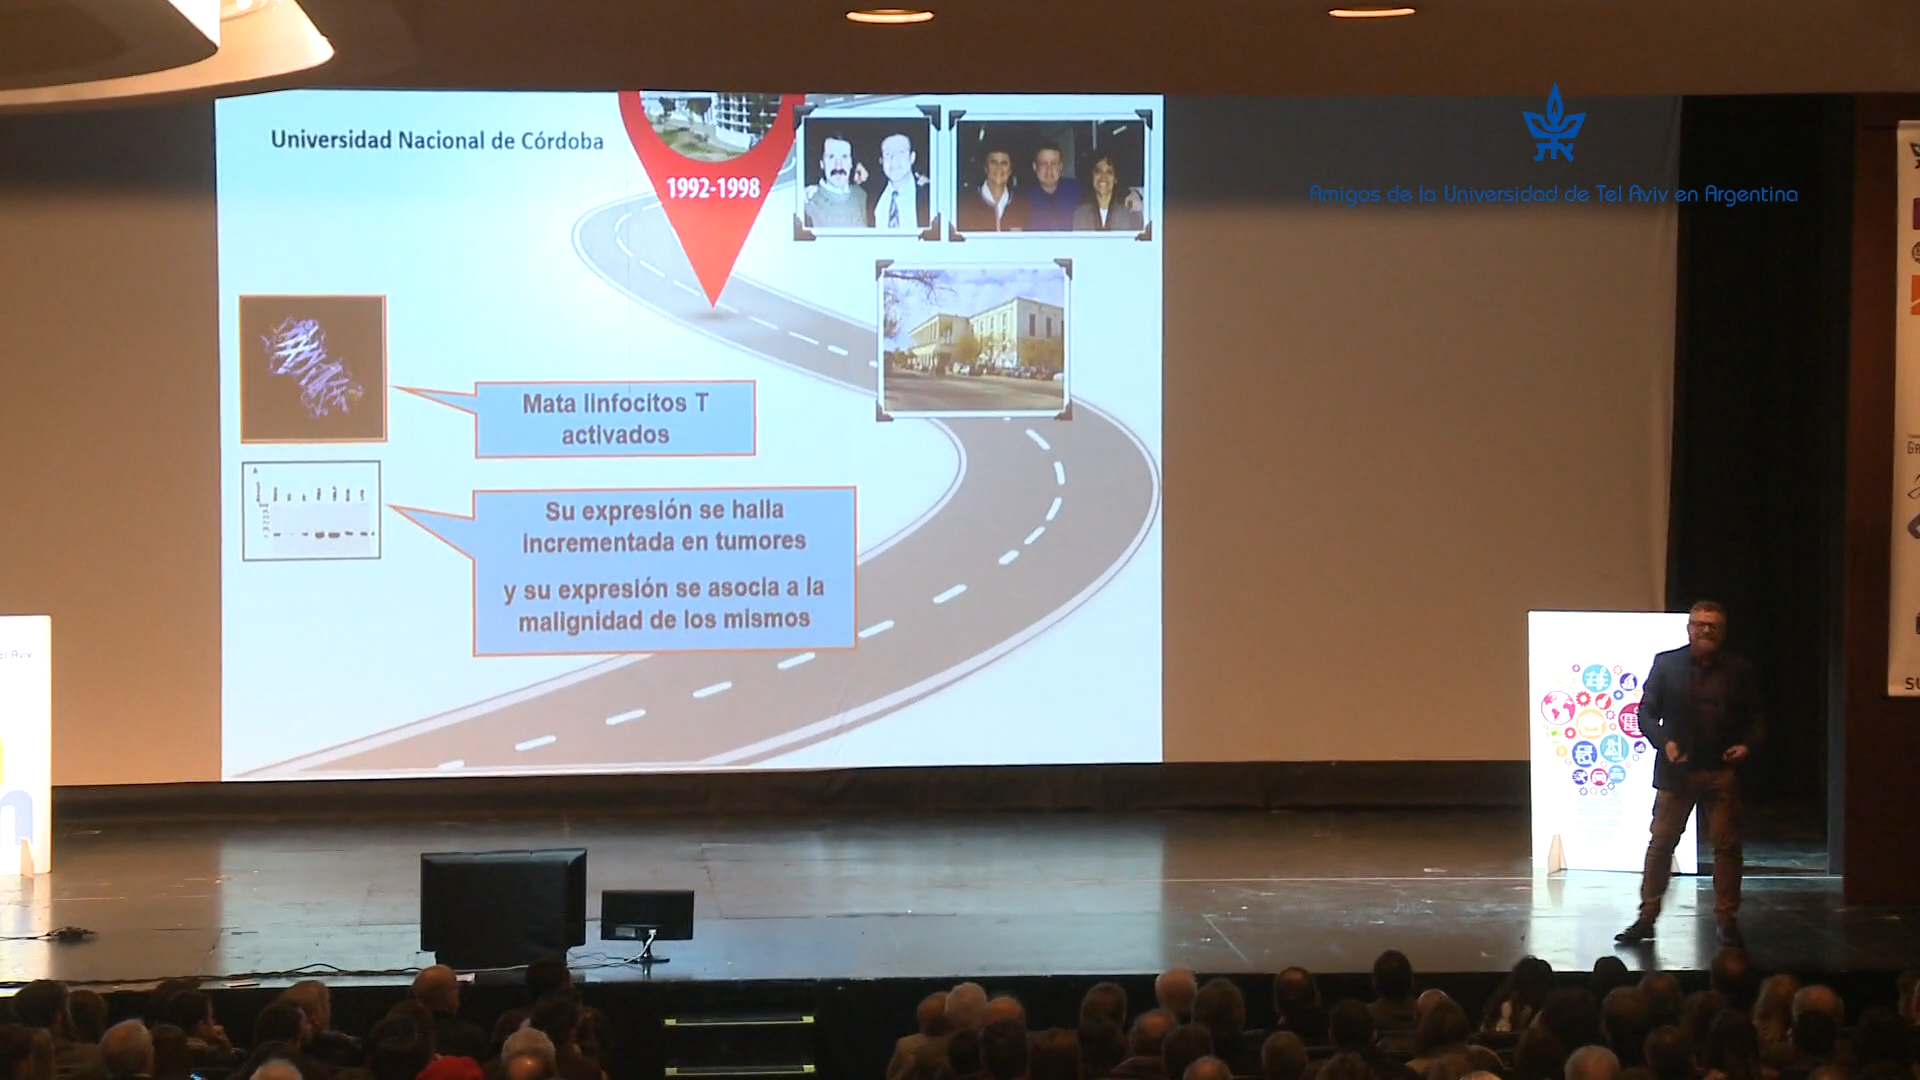 Universidad Nacional de Córdoba
1992-1998
Mata linfocitos T
activados
Su expresión se halla
incrementada en tumores
y su expresión se asocia a la
malignidad de los mismos
Amigos de la Universidad de Tel Aviv en Argentina